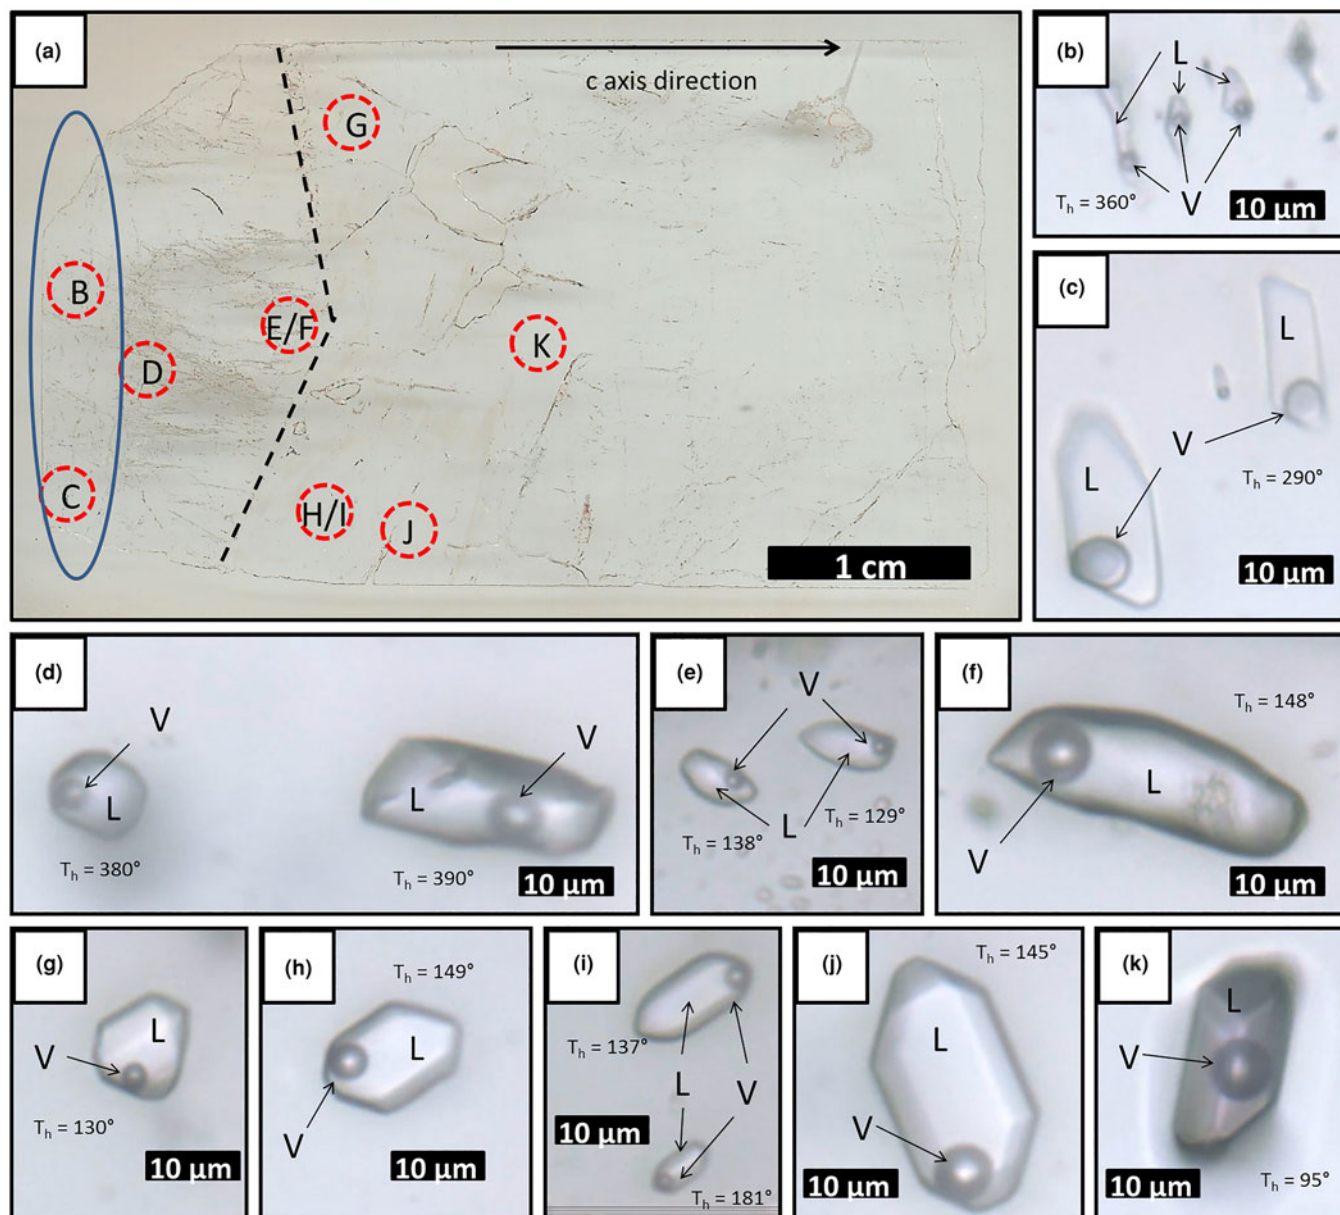 (a)
c axis direction
G
B
E/F
K
D
C
H/I
J
1 cm
(b)
L
V
Tₕ = 360°
10 µm
(c)
L
V
L
Tₕ = 290°
10 µm
(d)
V
V
L
L
Tₕ = 380°
Tₕ = 390°
10 µm
(e)
V
L
Tₕ = 138°
Tₕ = 129°
10 µm
(f)
Tₕ = 148°
L
V
10 µm
(g)
L
V
Tₕ = 130°
10 µm
(h)
Tₕ = 149°
L
V
10 µm
(i)
Tₕ = 137°
L
V
10 µm
Tₕ = 181°
(j)
Tₕ = 145°
L
V
10 µm
(k)
L
V
10 µm
Tₕ = 95°